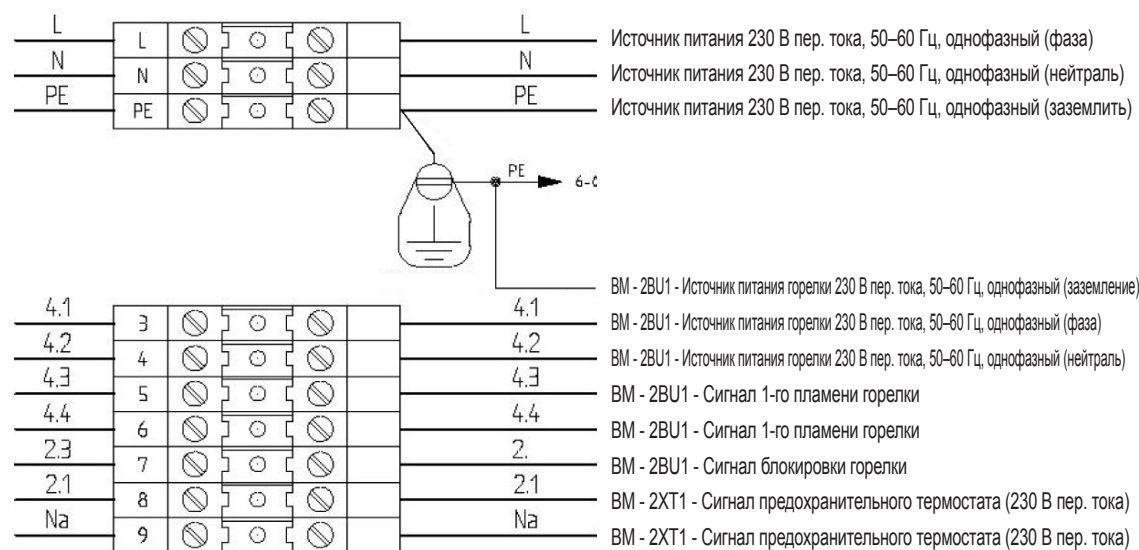 L L L Источник питания 230 В пер. тока, 50–60 Гц, однофазный (фаза)
N N N Источник питания 230 В пер. тока, 50–60 Гц, однофазный (нейтраль)
PE PE PE Источник питания 230 В пер. тока, 50–60 Гц, однофазный (заземлить)
PE
BM - 2BU1 - Источник питания горелки 230 В пер. тока, 50–60 Гц, однофазный (заземление)
4.1 3 4.1 BM - 2BU1 - Источник питания горелки 230 В пер. тока, 50–60 Гц, однофазный (фаза)
4.2 4 4.2 BM - 2BU1 - Источник питания горелки 230 В пер. тока, 50–60 Гц, однофазный (нейтраль)
4.3 5 4.3 BM - 2BU1 - Сигнал 1-го пламени горелки
4.4 6 4.4 BM - 2BU1 - Сигнал 1-го пламени горелки
2.3 7 2. BM - 2BU1 - Сигнал блокировки горелки
2.1 8 2.1 BM - 2XT1 - Сигнал предохранительного термостата (230 В пер. тока)
Na 9 Na BM - 2XT1 - Сигнал предохранительного термостата (230 В пер. тока)